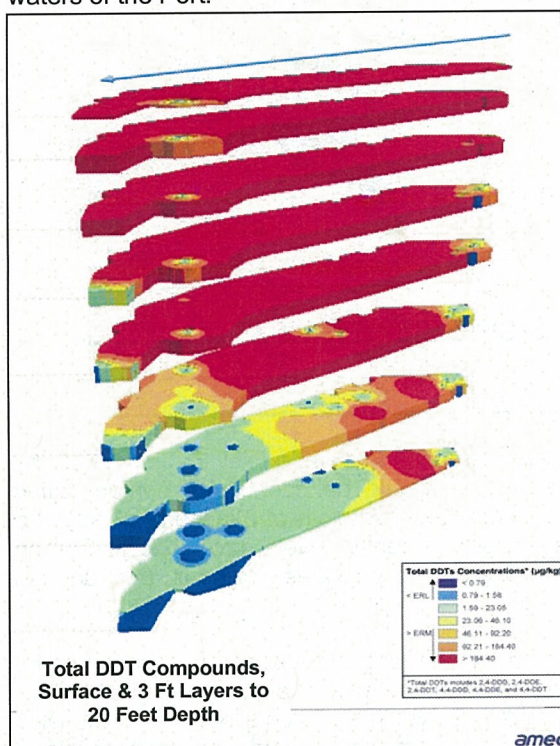 waters of the Port.
Total DDTs Concentrations* (µg/kg)
< 0.79
< ERL
0.79 - 1.58
1.59 - 23.05
23.06 - 46.10
> ERM
46.11 - 92.20
92.21 - 184.40
> 184.40
*Total DDTs includes 2,4-DDD, 2,4-DDE,
2,4-DDT, 4,4-DDD, 4,4-DDE, and 4,4-DDT
Total DDT Compounds,
Surface & 3 Ft Layers to
20 Feet Depth
amec